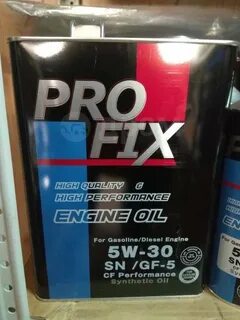 PRO
FIX
HIGH QUALITY &
HIGH PERFORMANCE
ENGINE OIL
For Gasoline/Diesel Engine
5W-30
SN /GF-5
CF Performance
Synthetic Oil